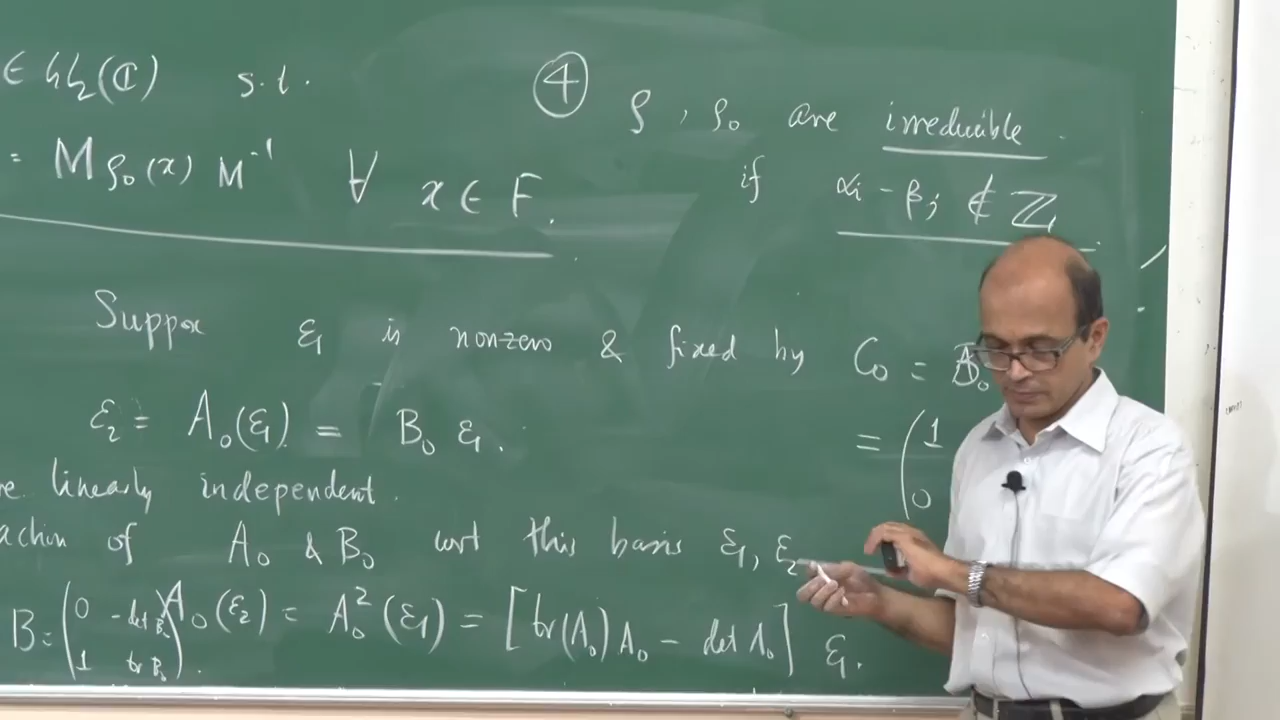 ∈ GL₂(ℂ) s.t.
= M ρ₀(x) M⁻¹ ∀ x ∈ F.
④ ρ, ρ₀ are irreducible
if αᵢ - βⱼ ∉ ℤ
Suppose ε₁ is nonzero & fixed by C₀ =
= (1
0
ε₂ = A₀(ε₁) = B₀ ε₁.
linearly independent.
action of A₀ & B₀ wrt this basis ε₁, ε₂
B = (0 -det B₀
1 tr B₀).
A₀(ε₂) = A₀²(ε₁) = [tr(A₀)A₀ - det A₀] ε₁.